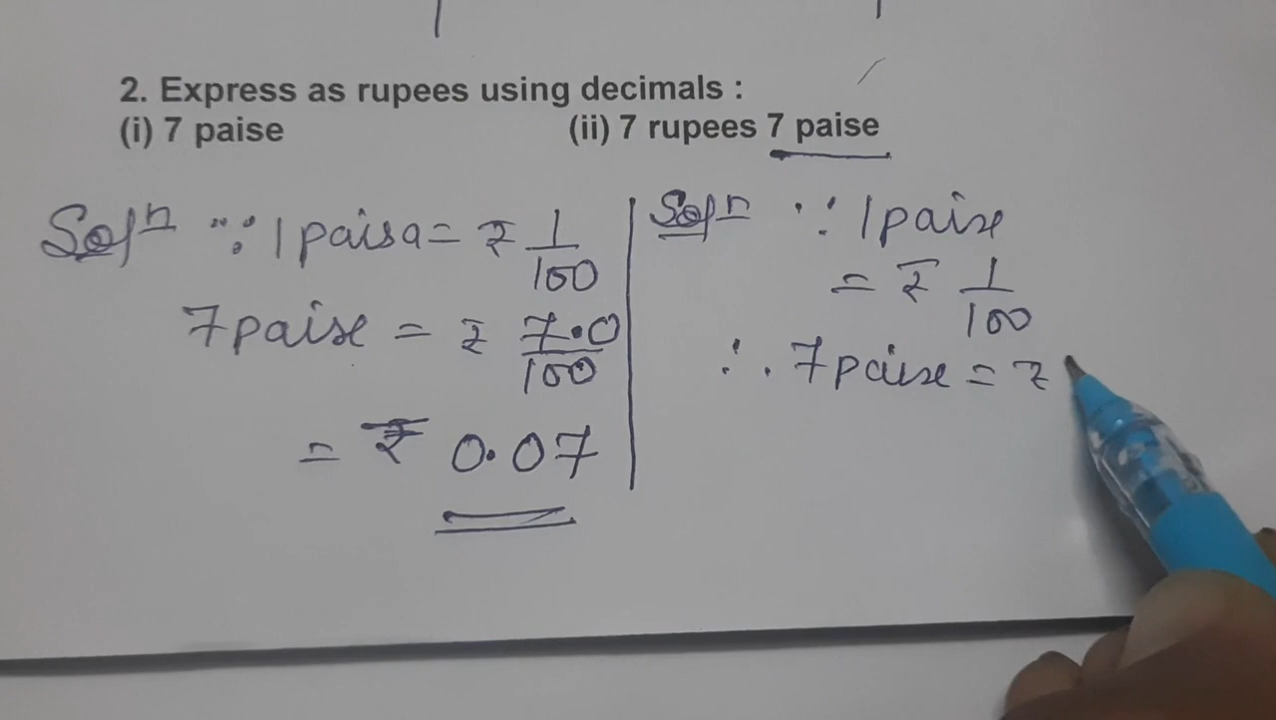 2. Express as rupees using decimals :
(i) 7 paise (ii) 7 rupees 7 paise
Solⁿ ∵ 1 paisa = ₹ 1/100
7 paise = ₹ 7.0/100
= ₹ 0.07
Solⁿ ∵ 1 paise
= ₹ 1/100
∴ 7 paise = ₹